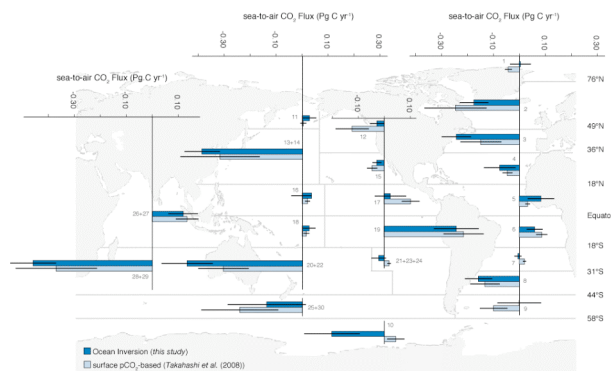 sea-to-air CO2 Flux (Pg C yr-1)
sea-to-air CO2 Flux (Pg C yr-1)
-0.30
-0.10
0.10
0.30
-0.30
-0.10
0.10
0.30
1
76°N
sea-to-air CO2 Flux (Pg C yr-1)
-0.30
-0.10
0.10
0.10
2
11
49°N
12
3
13+14
36°N
4
15
18°N
16
17
5
Equato
26+27
18
19
6
18°S
20+22
21+23+24
7
31°S
28+29
8
44°S
25+30
9
58°S
10
Ocean Inversion (this study)
surface pCO2-based (Takahashi et al. (2008))